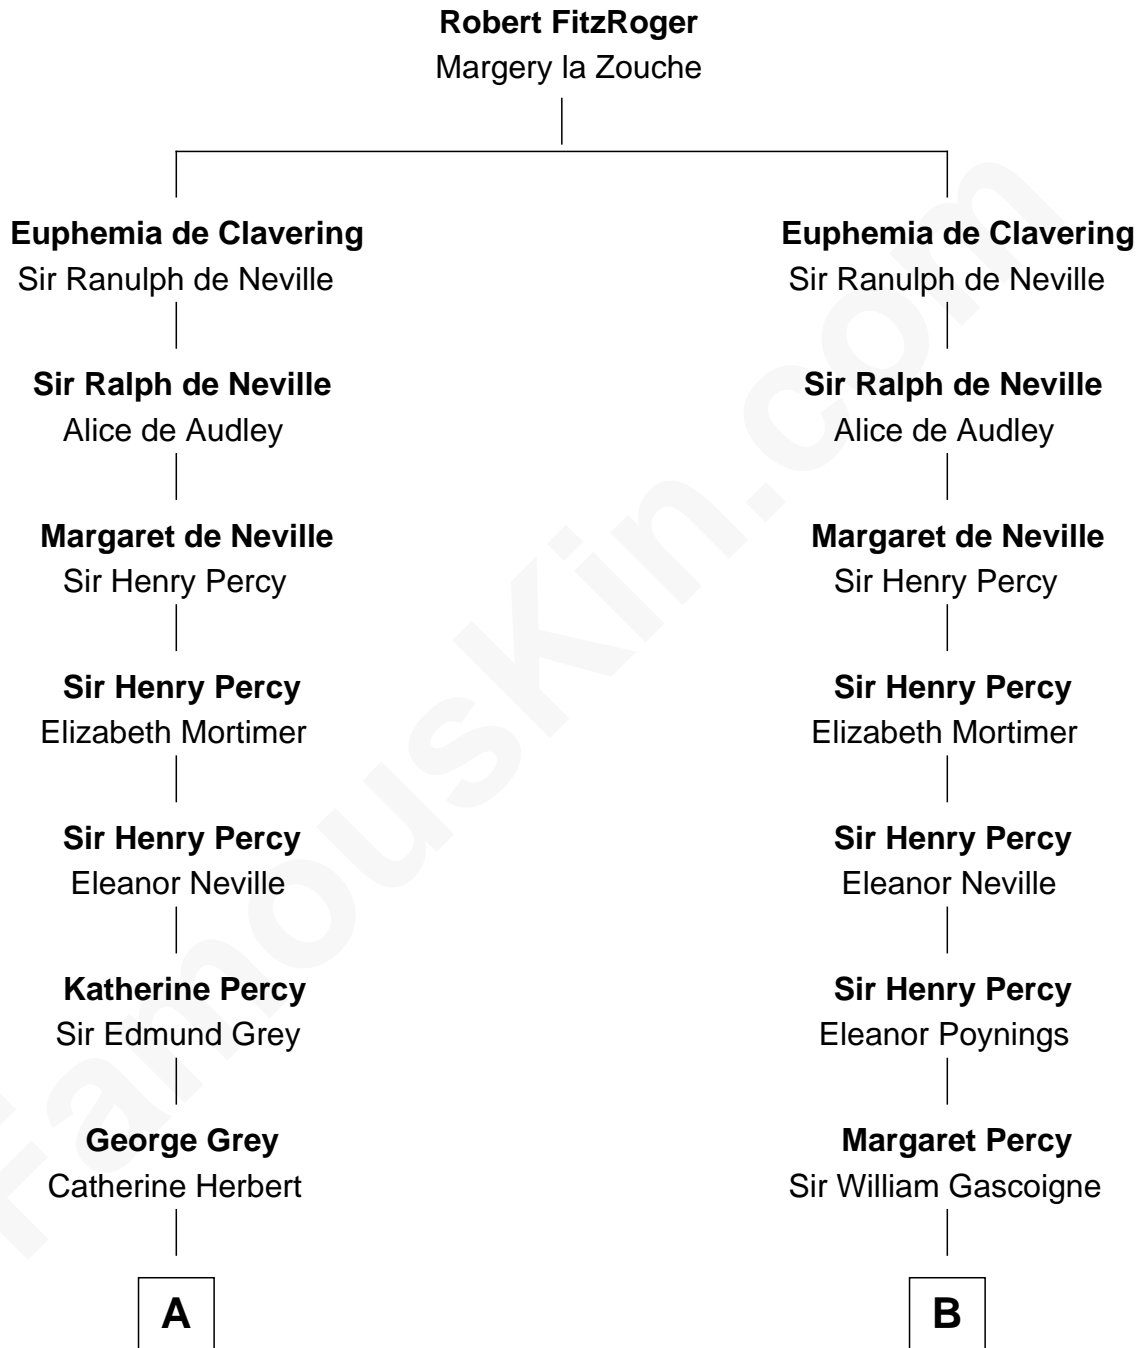 Robert FitzRoger
Margery la Zouche
Euphemia de Clavering
Sir Ranulph de Neville
Euphemia de Clavering
Sir Ranulph de Neville
Sir Ralph de Neville
Alice de Audley
Sir Ralph de Neville
Alice de Audley
Margaret de Neville
Sir Henry Percy
Margaret de Neville
Sir Henry Percy
Sir Henry Percy
Elizabeth Mortimer
Sir Henry Percy
Elizabeth Mortimer
Sir Henry Percy
Eleanor Neville
Sir Henry Percy
Eleanor Neville
Katherine Percy
Sir Edmund Grey
Sir Henry Percy
Eleanor Poynings
George Grey
Catherine Herbert
Margaret Percy
Sir William Gascoigne
A
B
FamousKin.com